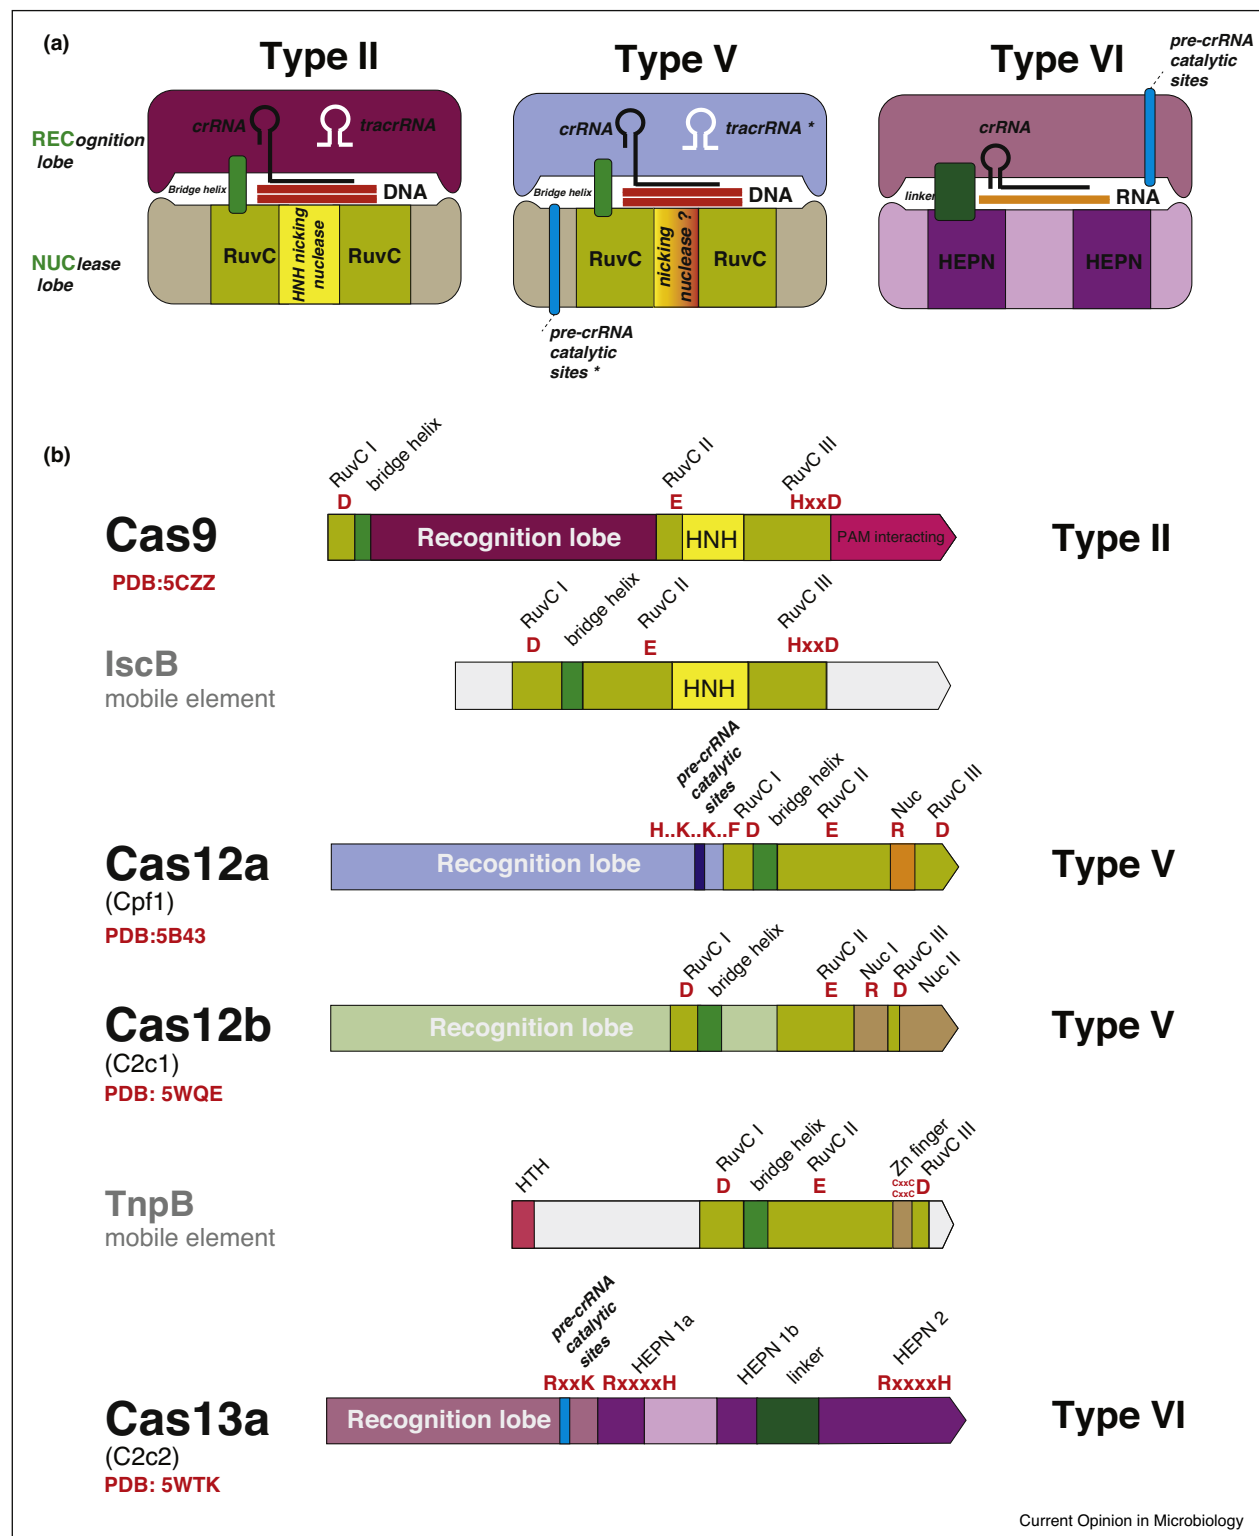 (a)
Type II
Type V
Type VI
pre-crRNA
catalytic
sites
RECognition
lobe
crRNA
tracrRNA
Bridge helix
DNA
NUClease
lobe
RuvC
HNH nicking
nuclease
RuvC
crRNA
tracrRNA *
Bridge helix
DNA
RuvC
nicking
nuclease ?
RuvC
pre-crRNA
catalytic
sites *
crRNA
linker
RNA
HEPN
HEPN
(b)
RuvC I
bridge helix
RuvC II
RuvC III
D
E
HxxD
Cas9
Recognition lobe
HNH
PAM interacting
Type II
PDB:5CZZ
RuvC I
bridge helix
RuvC II
RuvC III
D
E
HxxD
IscB
mobile element
HNH
pre-crRNA
catalytic
sites
RuvC I
bridge helix
RuvC II
Nuc
RuvC III
H..K..K..F D
E
R
D
Cas12a
(Cpf1)
Recognition lobe
Type V
PDB:5B43
RuvC I
bridge helix
RuvC II
Nuc I
RuvC III
Nuc II
D
E
R
D
Cas12b
(C2c1)
Recognition lobe
Type V
PDB: 5WQE
HTH
RuvC I
bridge helix
RuvC II
Zn finger
RuvC III
D
E
CxxC
CxxC
D
TnpB
mobile element
pre-crRNA
catalytic
sites
HEPN 1a
HEPN 1b
linker
HEPN 2
RxxK
RxxxxH
RxxxxH
Cas13a
(C2c2)
Recognition lobe
Type VI
PDB: 5WTK
Current Opinion in Microbiology